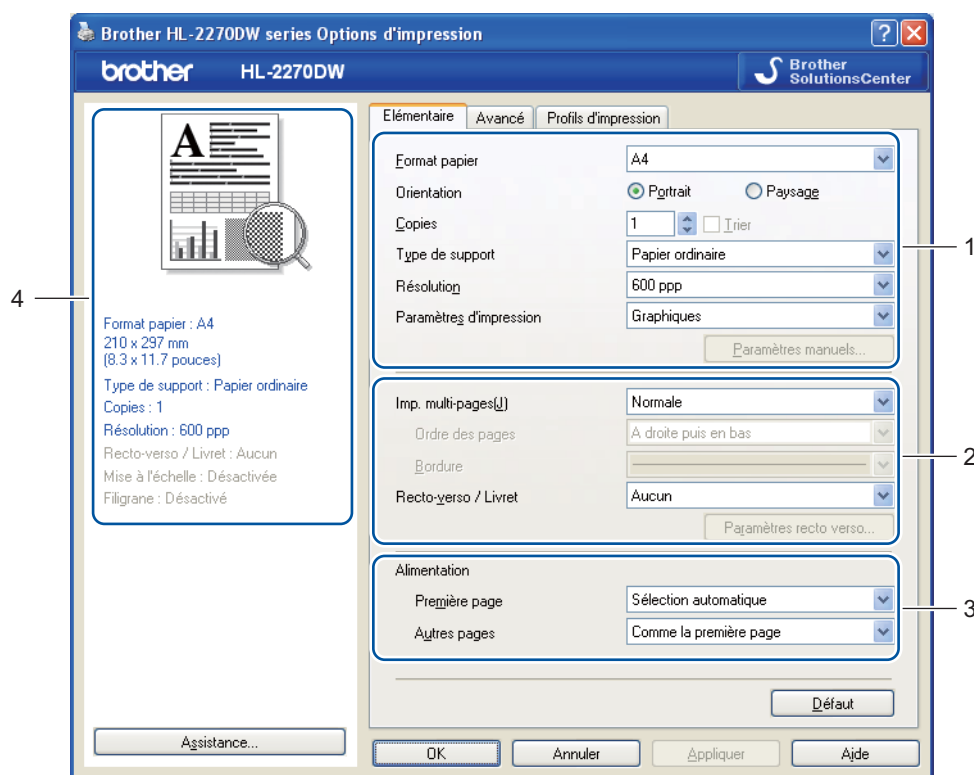 Brother HL-2270DW series Options d'impression
brother HL-2270DW
Brother
SolutionsCenter
Elémentaire Avancé Profils d'impression
A
Format papier A4
Orientation Portrait Paysage
Copies 1 Trier
1
Type de support Papier ordinaire
Résolution 600 ppp
Paramètres d'impression Graphiques
Paramètres manuels...
4
Format papier : A4
210 x 297 mm
(8.3 x 11.7 pouces)
Type de support : Papier ordinaire
Copies : 1
Résolution : 600 ppp
Recto-verso / Livret : Aucun
Mise à l'échelle : Désactivée
Filigrane : Désactivé
Imp. multi-pages(J) Normale
Ordre des pages A droite puis en bas
Bordure
2
Recto-verso / Livret Aucun
Paramètres recto verso...
Alimentation
Première page Sélection automatique
3
Autres pages Comme la première page
Défaut
Assistance...
OK Annuler Appliquer Aide